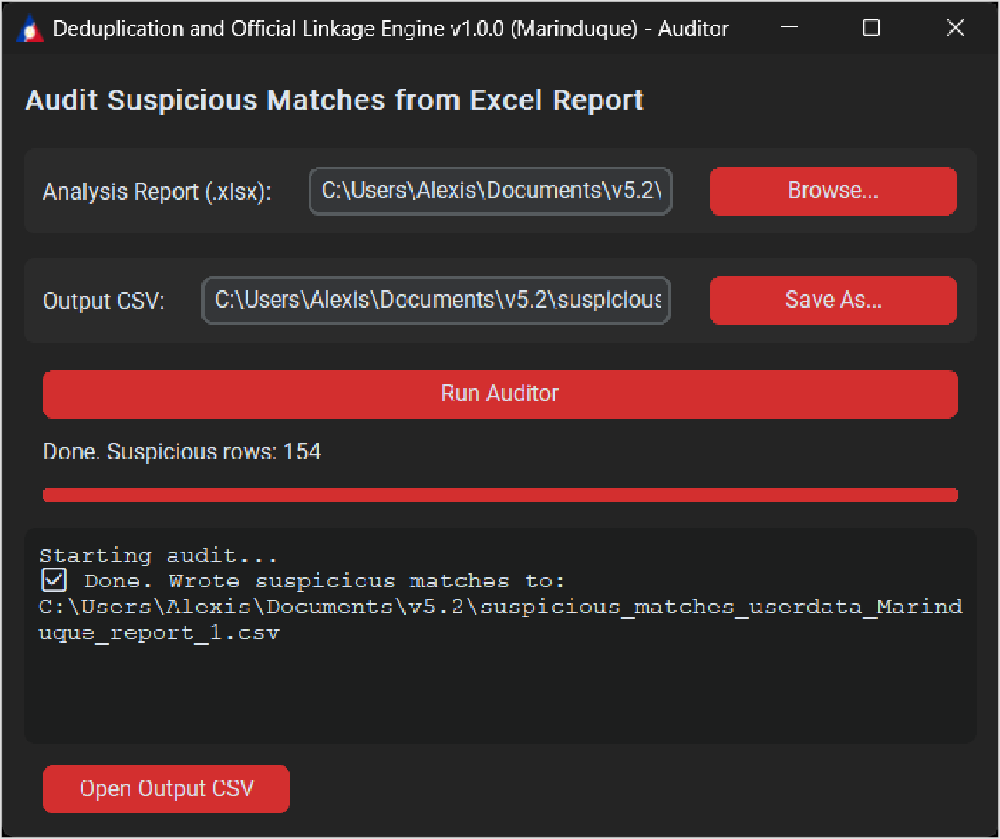 Deduplication and Official Linkage Engine v1.0.0 (Marinduque) - Auditor
Audit Suspicious Matches from Excel Report
Analysis Report (.xlsx): C:\Users\Alexis\Documents\v5.2\ Browse...
Output CSV: C:\Users\Alexis\Documents\v5.2\suspicious Save As...
Run Auditor
Done. Suspicious rows: 154
Starting audit...
☑ Done. Wrote suspicious matches to:
C:\Users\Alexis\Documents\v5.2\suspicious_matches_userdata_Marind
uque_report_1.csv
Open Output CSV